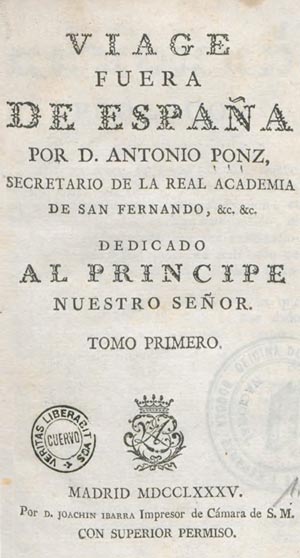 VIAGE
FUERA
DE ESPAÑA
POR D. ANTONIO PONZ,
SECRETARIO DE LA REAL ACADEMIA
DE SAN FERNANDO, &c. &c.
DEDICADO
AL PRINCIPE
NUESTRO SEÑOR.
TOMO PRIMERO.
VERITAS LIBERABIT VOS
CUERVO
MADRID MDCCLXXXV.
Por D. JOACHIN IBARRA Impresor de Cámara de S. M.
CON SUPERIOR PERMISO.